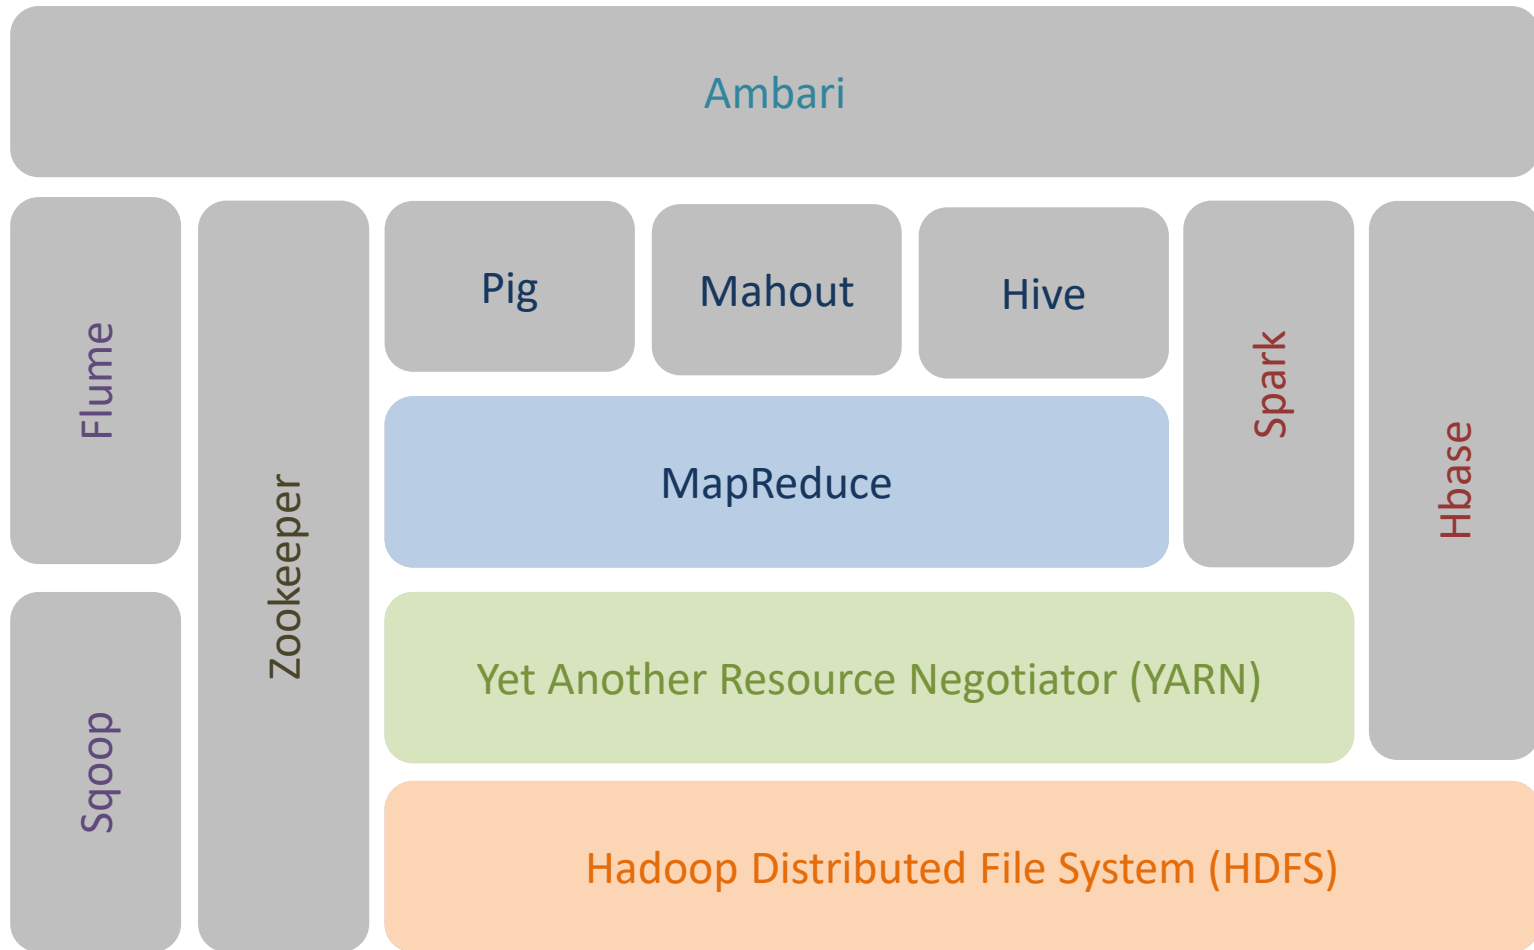 Ambari
Flume
Zookeeper
Pig
Mahout
Hive
Spark
Hbase
MapReduce
Sqoop
Yet Another Resource Negotiator (YARN)
Hadoop Distributed File System (HDFS)